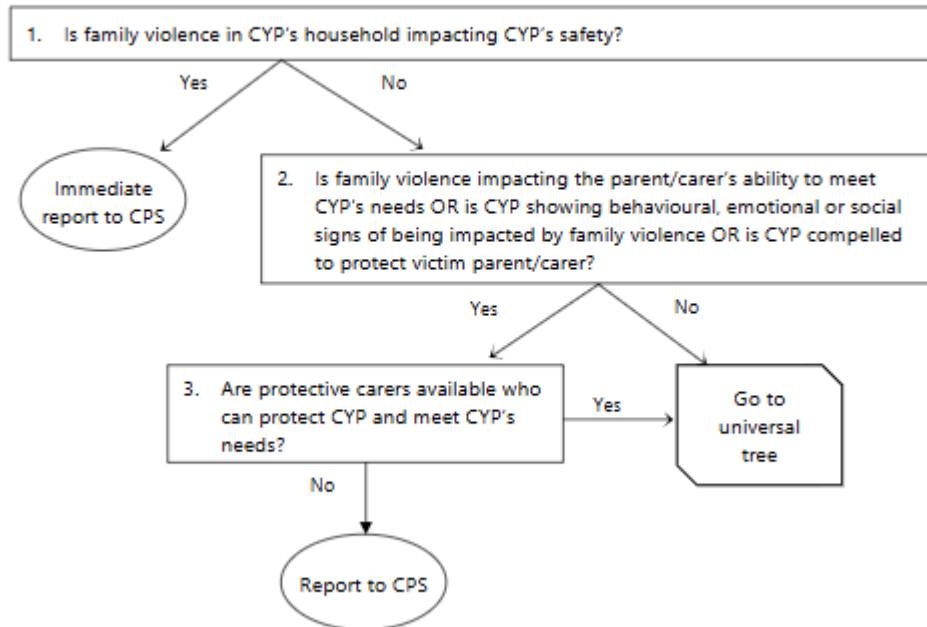 1. Is family violence in CYP's household impacting CYP's safety?
Yes
No
Immediate
report to CPS
2. Is family violence impacting the parent/carer's ability to meet
CYP's needs OR is CYP showing behavioural, emotional or social
signs of being impacted by family violence OR is CYP compelled
to protect victim parent/carer?
Yes
No
3. Are protective carers available who
can protect CYP and meet CYP's
needs?
Yes
Go to
universal
tree
No
Report to CPS